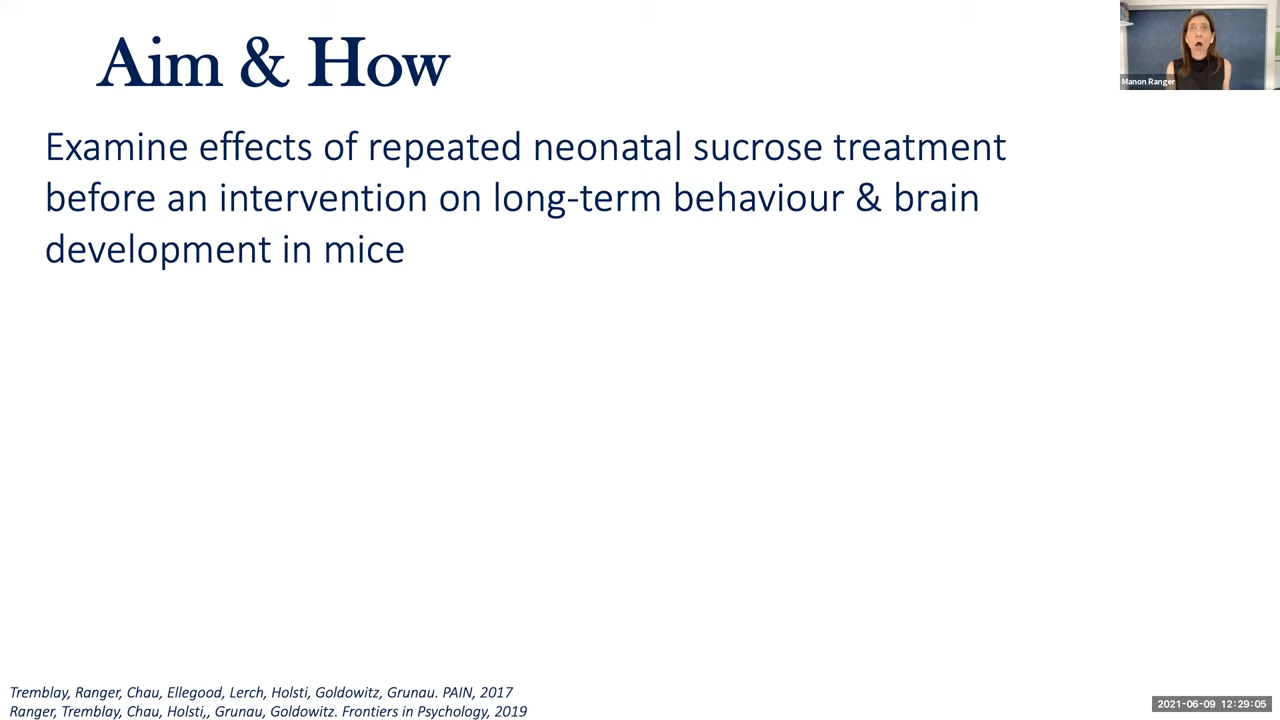 Aim & How
Manon Ranger
Examine effects of repeated neonatal sucrose treatment
before an intervention on long-term behaviour & brain
development in mice
Tremblay, Ranger, Chau, Ellegood, Lerch, Holsti, Goldowitz, Grunau. PAIN, 2017
Ranger, Tremblay, Chau, Holsti,, Grunau, Goldowitz. Frontiers in Psychology, 2019
2021-06-09 12:29:05